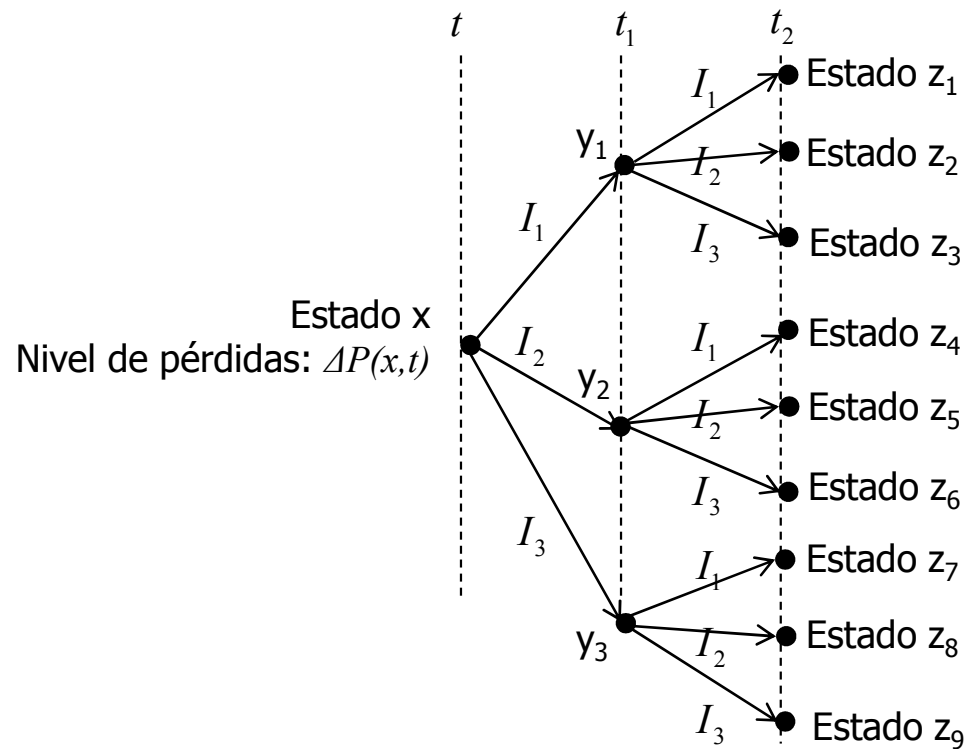 t t₁ t₂
Estado z₁
I₁
y₁ I₂ Estado z₂
I₁ I₃ Estado z₃
Estado x
Nivel de pérdidas: ΔP(x,t)
I₂ I₁ Estado z₄
y₂ I₂ Estado z₅
I₃ Estado z₆
I₃ I₁ Estado z₇
y₃ I₂ Estado z₈
I₃ Estado z₉